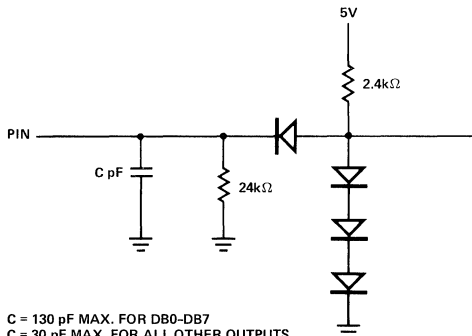 5V
2.4kΩ
PIN
C pF
24kΩ
C = 130 pF MAX. FOR DB0-DB7
C = 30 pF MAX. FOR ALL OTHER OUTPUTS